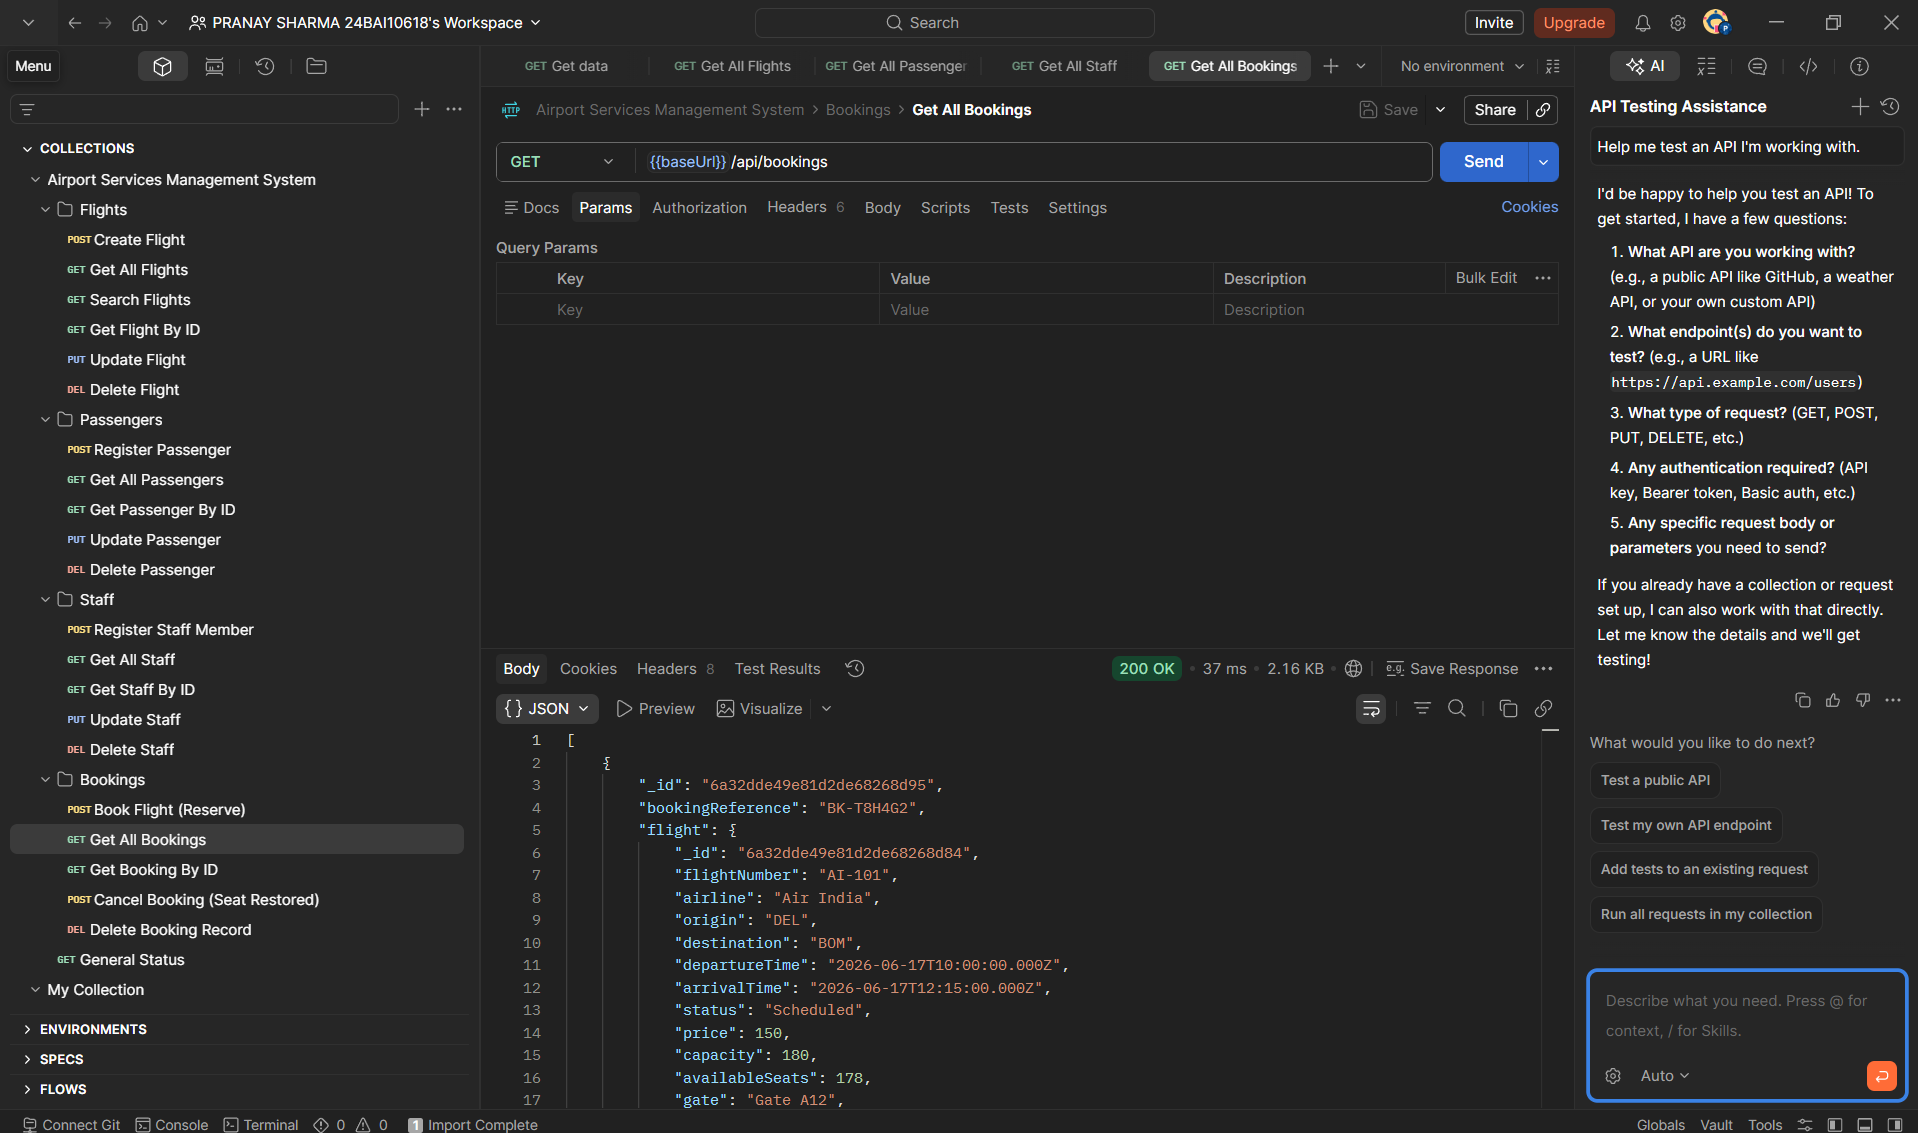 PRANAY SHARMA 24BAI10618's Workspace
Search
Invite
Upgrade
Menu
GET Get data
GET Get All Flights
GET Get All Passenger
GET Get All Staff
GET Get All Bookings
No environment
AI
COLLECTIONS
Airport Services Management System
Flights
POST Create Flight
GET Get All Flights
GET Search Flights
GET Get Flight By ID
PUT Update Flight
DEL Delete Flight
Passengers
POST Register Passenger
GET Get All Passengers
GET Get Passenger By ID
PUT Update Passenger
DEL Delete Passenger
Staff
POST Register Staff Member
GET Get All Staff
GET Get Staff By ID
PUT Update Staff
DEL Delete Staff
Bookings
POST Book Flight (Reserve)
GET Get All Bookings
GET Get Booking By ID
POST Cancel Booking (Seat Restored)
DEL Delete Booking Record
GET General Status
My Collection
ENVIRONMENTS
SPECS
FLOWS
HTTP Airport Services Management System > Bookings > Get All Bookings
Save
Share
GET
{{baseUrl}} /api/bookings
Send
Docs Params Authorization Headers 6 Body Scripts Tests Settings
Cookies
Query Params
Key Value Description Bulk Edit
Key Value Description
Body Cookies Headers 8 Test Results
200 OK • 37 ms • 2.16 KB •
e.g. Save Response
{} JSON Preview Visualize
1 [
2 {
3 "_id": "6a32dde49e81d2de68268d95",
4 "bookingReference": "BK-T8H4G2",
5 "flight": {
6 "_id": "6a32dde49e81d2de68268d84",
7 "flightNumber": "AI-101",
8 "airline": "Air India",
9 "origin": "DEL",
10 "destination": "BOM",
11 "departureTime": "2026-06-17T10:00:00.000Z",
12 "arrivalTime": "2026-06-17T12:15:00.000Z",
13 "status": "Scheduled",
14 "price": 150,
15 "capacity": 180,
16 "availableSeats": 178,
17 "gate": "Gate A12",
API Testing Assistance
Help me test an API I'm working with.
I'd be happy to help you test an API! To
get started, I have a few questions:
1. What API are you working with?
(e.g., a public API like GitHub, a weather
API, or your own custom API)
2. What endpoint(s) do you want to
test? (e.g., a URL like
https://api.example.com/users)
3. What type of request? (GET, POST,
PUT, DELETE, etc.)
4. Any authentication required? (API
key, Bearer token, Basic auth, etc.)
5. Any specific request body or
parameters you need to send?
If you already have a collection or request
set up, I can also work with that directly.
Let me know the details and we'll get
testing!
What would you like to do next?
Test a public API
Test my own API endpoint
Add tests to an existing request
Run all requests in my collection
Describe what you need. Press @ for
context, / for Skills.
Auto
Connect Git Console Terminal 0 0 1 Import Complete
Globals Vault Tools